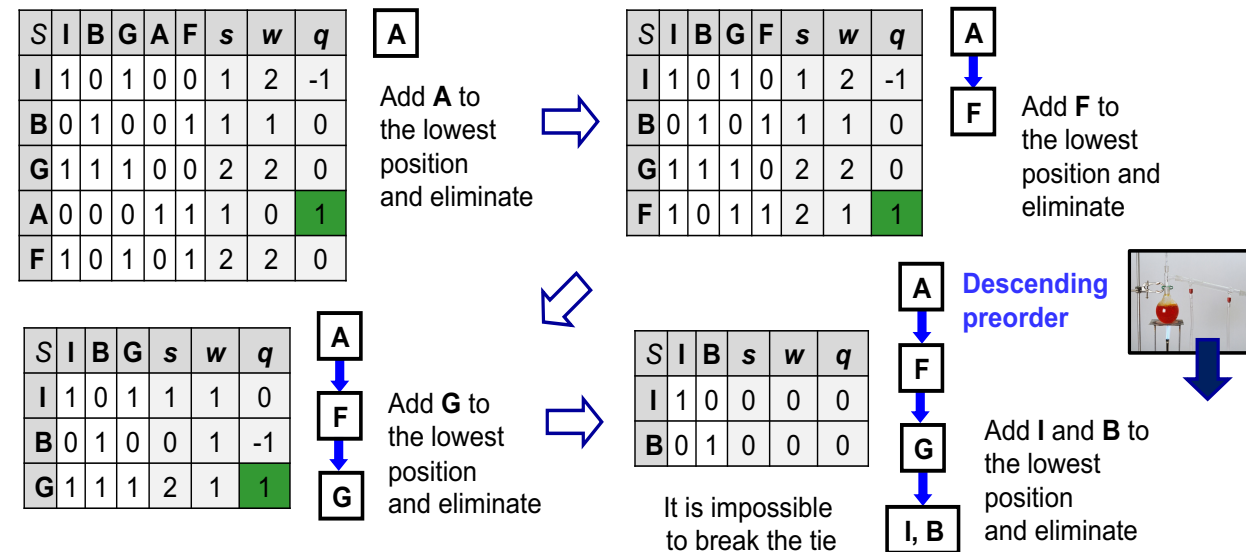 S I B G A F s w q
I 1 0 1 0 0 1 2 -1
B 0 1 0 0 1 1 1 0
G 1 1 1 0 0 2 2 0
A 0 0 0 1 1 1 0 1
F 1 0 1 0 1 2 2 0
A
Add A to
the lowest
position
and eliminate
S I B G F s w q
I 1 0 1 0 1 2 -1
B 0 1 0 1 1 1 0
G 1 1 1 0 2 2 0
F 1 0 1 1 2 1 1
A
F
Add F to
the lowest
position and
eliminate
S I B G s w q
I 1 0 1 1 1 0
B 0 1 0 0 1 -1
G 1 1 1 2 1 1
A
F
G
Add G to
the lowest
position
and eliminate
S I B s w q
I 1 0 0 0 0
B 0 1 0 0 0
It is impossible
to break the tie
A
F
G
I, B
Descending
preorder
Add I and B to
the lowest
position
and eliminate